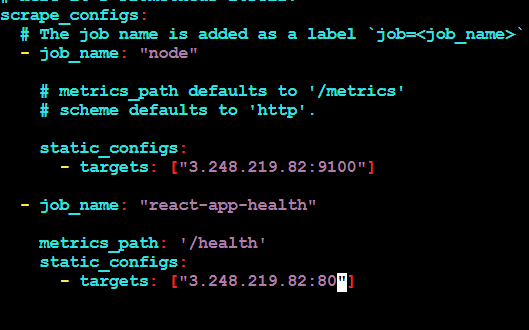 scrape_configs:
  # The job name is added as a label `job=<job_name>`
  - job_name: "node"
    # metrics_path defaults to '/metrics'
    # scheme defaults to 'http'.
    static_configs:
      - targets: ["3.248.219.82:9100"]
  - job_name: "react-app-health"
    metrics_path: '/health'
    static_configs:
      - targets: ["3.248.219.82:80"]